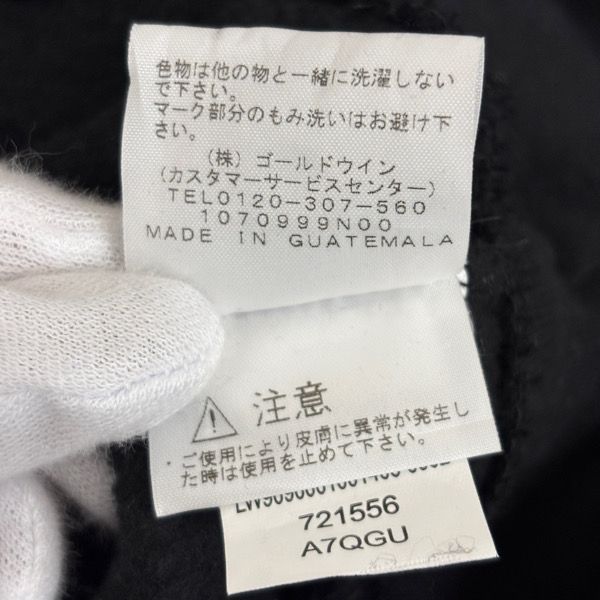 色物は他の物と一緒に洗濯しない
で下さい。
マーク部分のもみ洗いはお避け下
さい。
(株) ゴールドウイン
(カスタマーサービスセンター)
TEL0120-307-560
1070999N00
MADE IN GUATEMALA
注意
・ご使用により皮膚に異常が発生し
た時は使用を止めて下さい。
721556
A7QGU